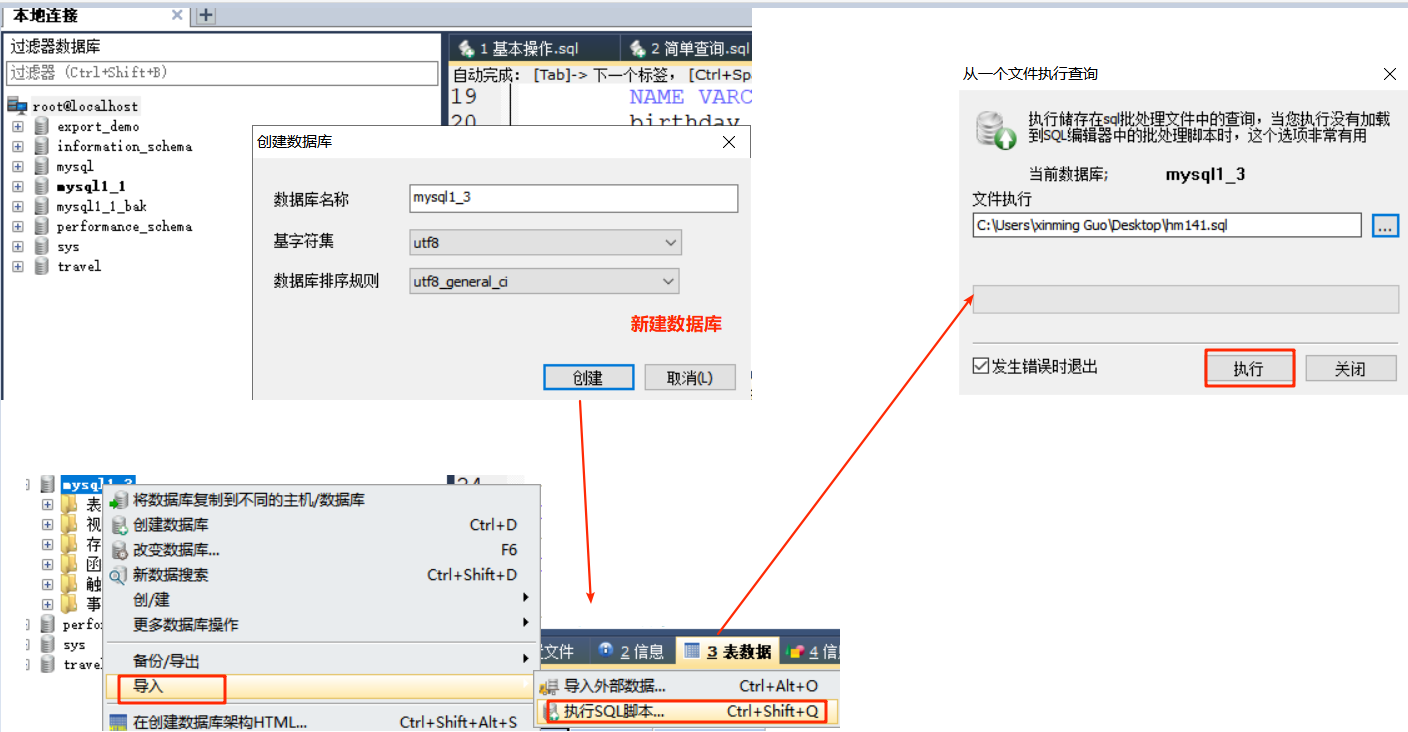 本地连接
过滤器数据库
过滤器 (Ctrl+Shift+B)
root@localhost
export_demo
information_schema
mysql
mysql1_1
mysql1_1_bak
performance_schema
sys
travel
1 基本操作.sql
2 简单查询.sql
自动完成: [Tab]-> 下一个标签, [Ctrl+Spa
19 NAME VARC
20 birthday
创建数据库
数据库名称
mysql1_3
基字符集
utf8
数据库排序规则
utf8_general_ci
新建数据库
创建
取消(L)
从一个文件执行查询
执行储存在sql批处理文件中的查询，当您执行没有加载
到SQL编辑器中的批处理脚本时，这个选项非常有用
当前数据库;
mysql1_3
文件执行
C:\Users\xinming Guo\Desktop\hm141.sql
...
发生错误时退出
执行
关闭
mysql1_3
表
视
存
函
触
事
perfo
sys
trave
24
将数据库复制到不同的主机/数据库
创建数据库 Ctrl+D
改变数据库... F6
新数据搜索 Ctrl+Shift+D
创/建
更多数据库操作
备份/导出
导入
在创建数据库架构HTML... Ctrl+Shift+Alt+S
文件
2 信息
3 表数据
4 信
导入外部数据... Ctrl+Alt+O
执行SQL脚本... Ctrl+Shift+Q